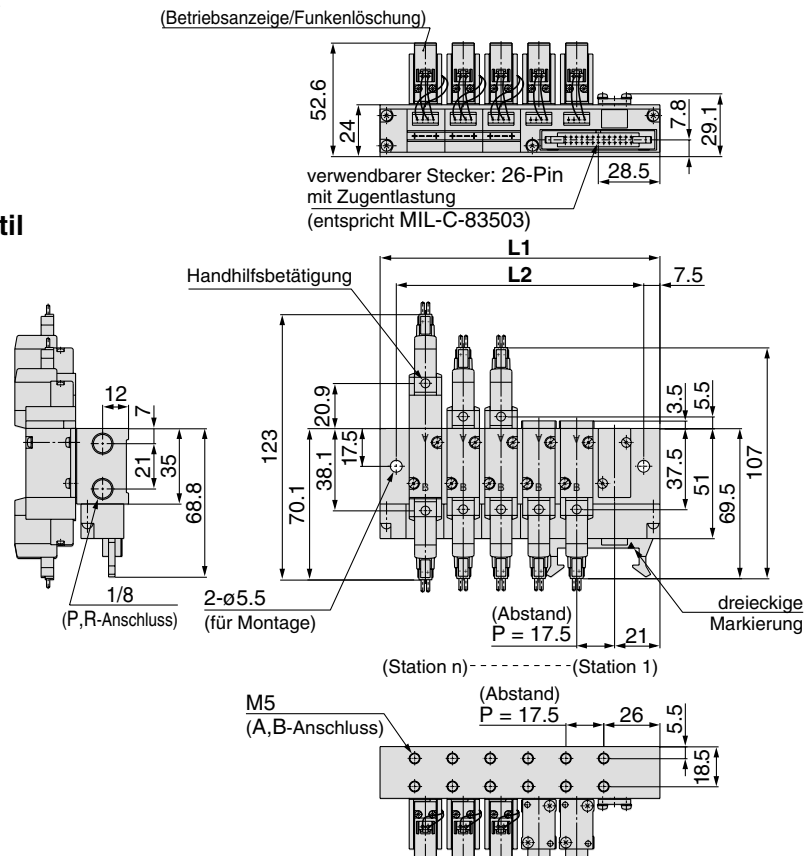 (Betriebsanzeige/Funkenlöschung)
52.6
24
7.8
29.1
28.5
verwendbarer Stecker: 26-Pin
mit Zugentlastung
(entspricht MIL-C-83503)
til
L1
L2
7.5
Handhilfsbetätigung
12
7
21
35
68.8
1/8
(P,R-Anschluss)
123
70.1
38.1
17.5
20.9
3.5
5.5
37.5
51
69.5
107
B
B
B
2-ø5.5
(für Montage)
(Abstand)
P = 17.5
21
dreieckige
Markierung
(Station n)
(Station 1)
M5
(A,B-Anschluss)
(Abstand)
P = 17.5
26
5.5
18.5